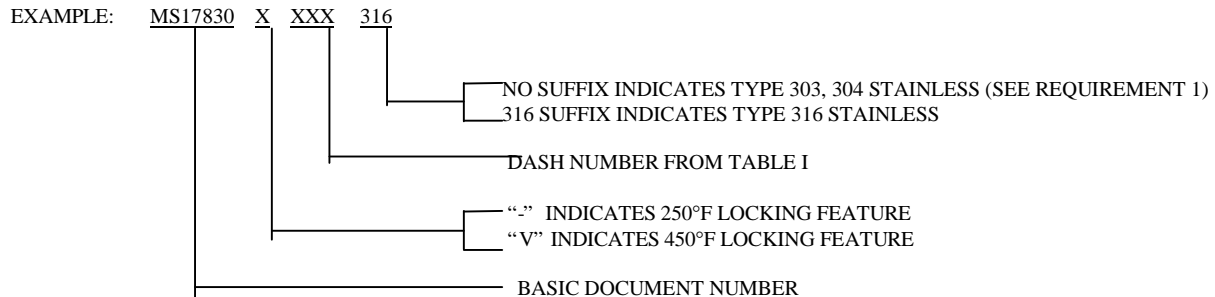 EXAMPLE: MS17830 X XXX 316
NO SUFFIX INDICATES TYPE 303, 304 STAINLESS (SEE REQUIREMENT 1)
316 SUFFIX INDICATES TYPE 316 STAINLESS
DASH NUMBER FROM TABLE I
“-” INDICATES 250°F LOCKING FEATURE
“V” INDICATES 450°F LOCKING FEATURE
BASIC DOCUMENT NUMBER